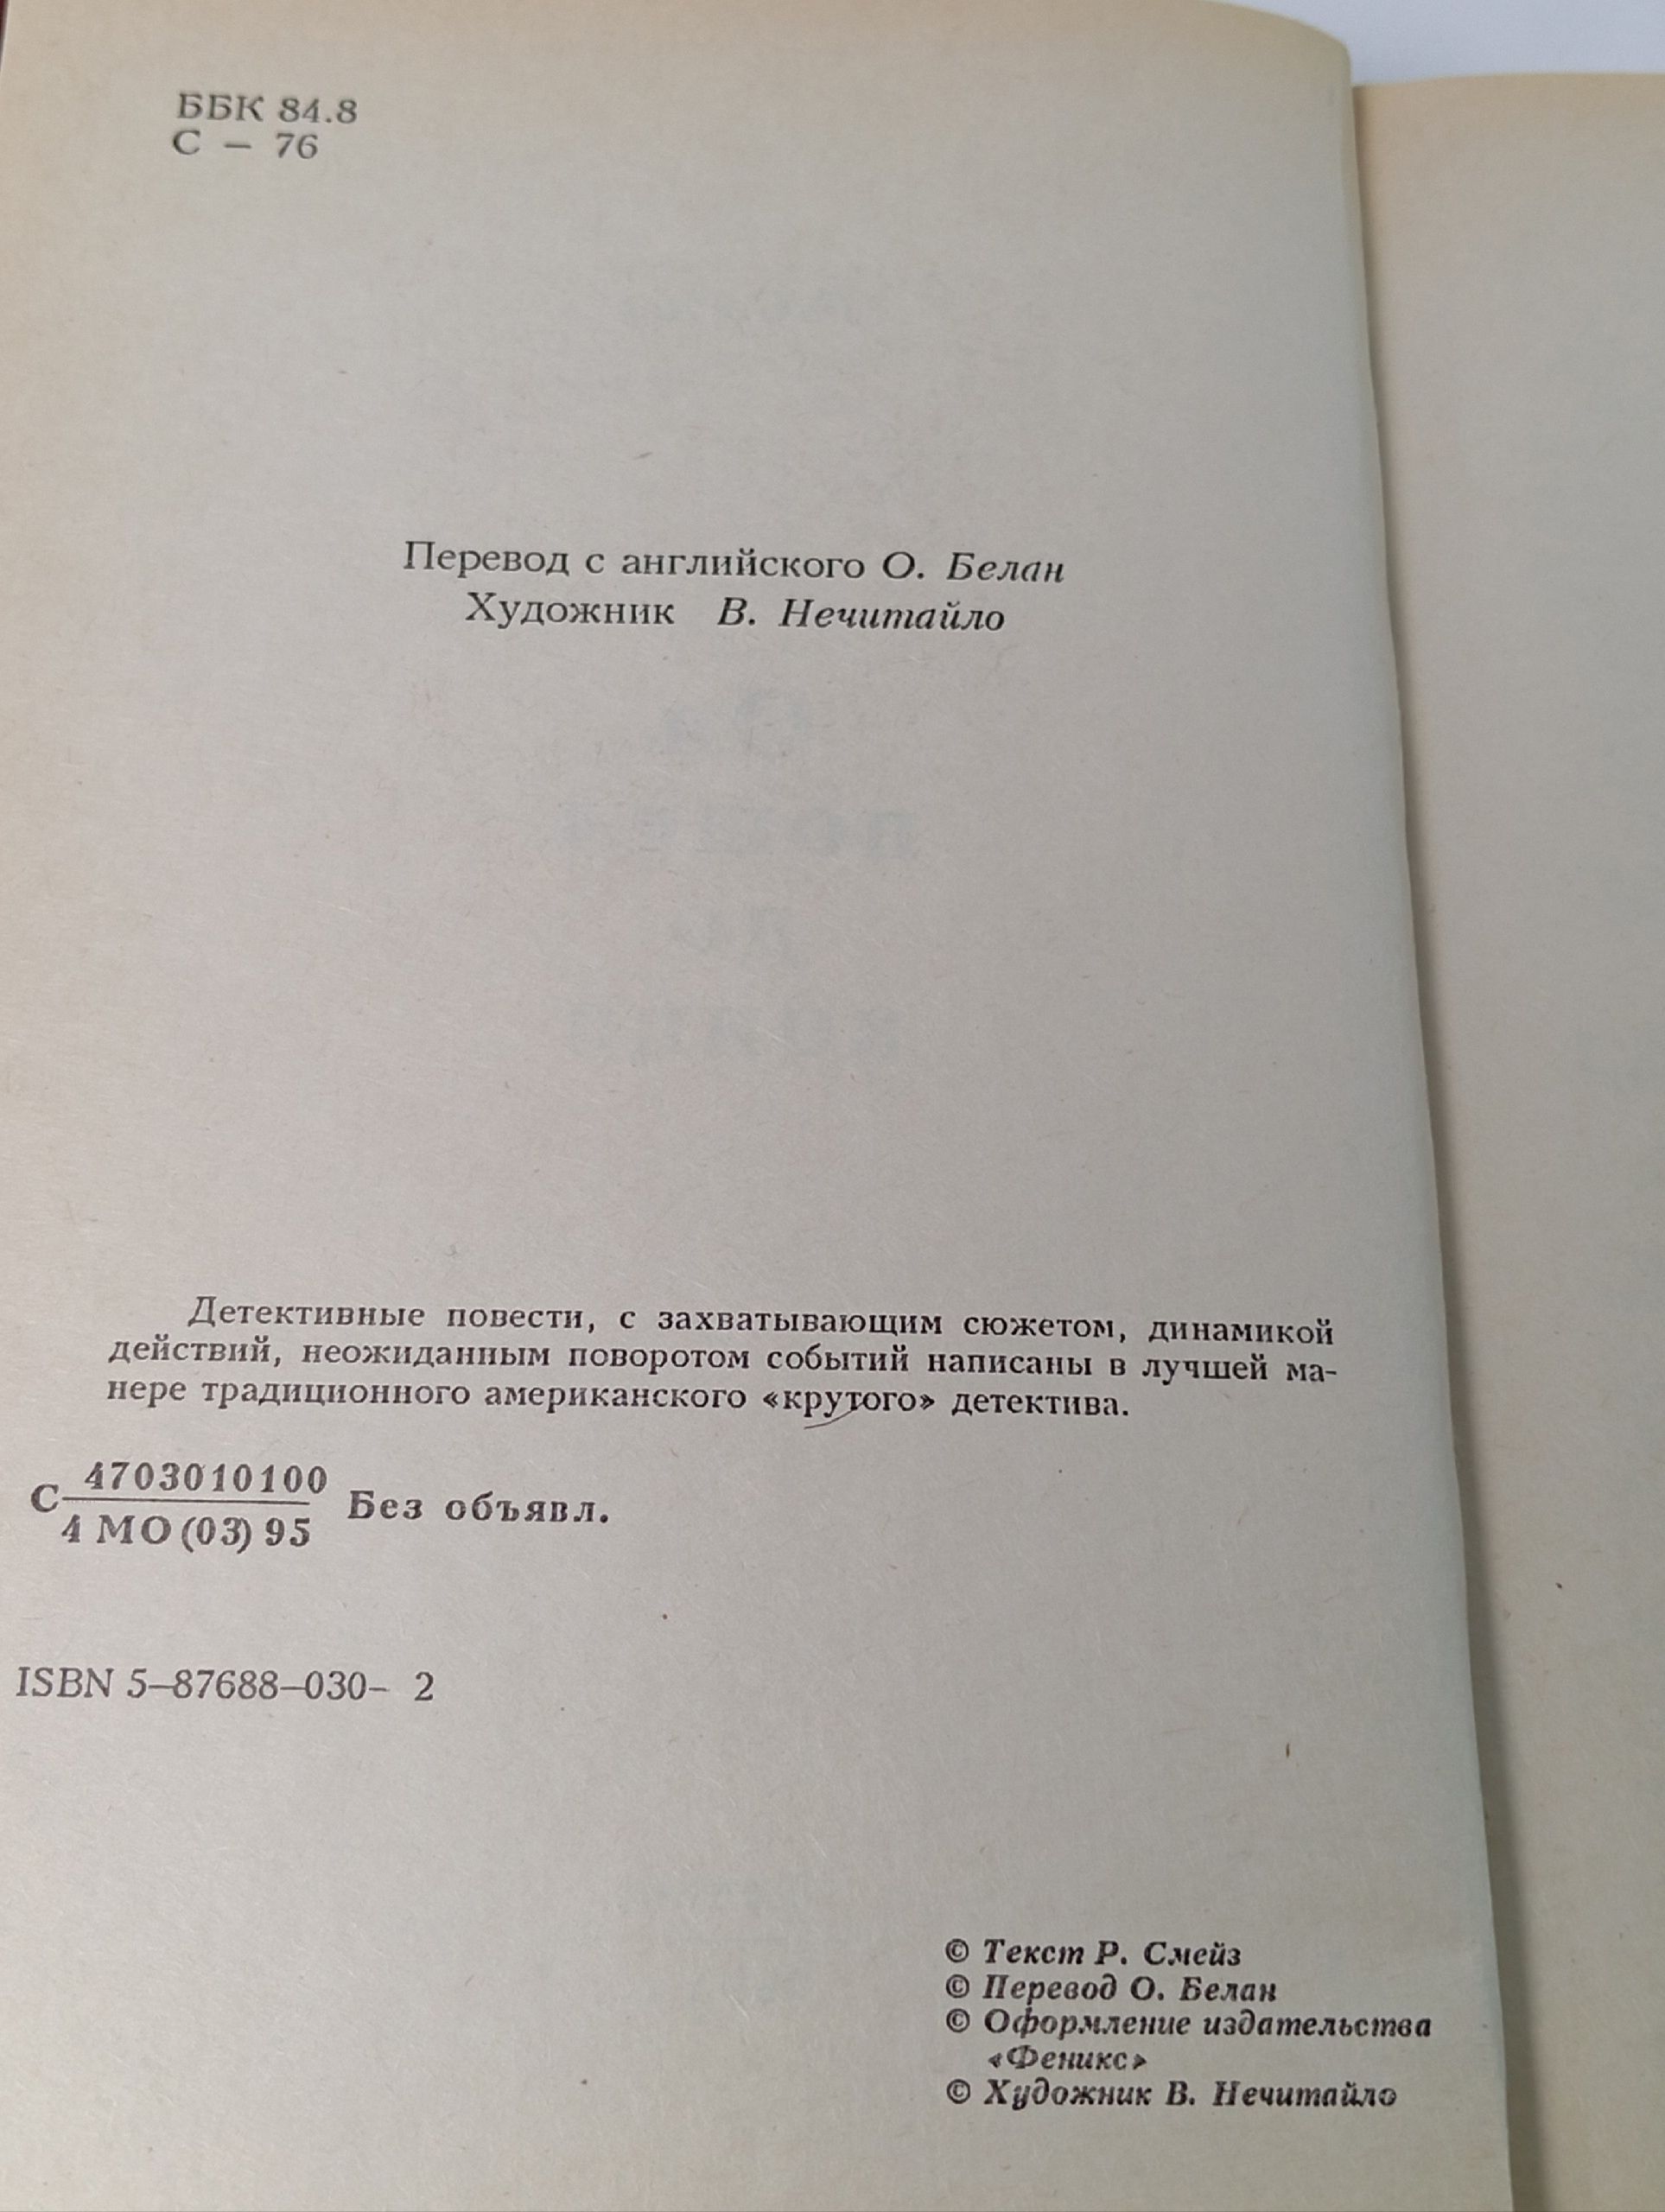 ББК 84.8
С — 76
Перевод с английского О. Белан
Художник В. Нечитайло
Детективные повести, с захватывающим сюжетом, динамикой
действий, неожиданным поворотом событий написаны в лучшей ма-
нере традиционного американского «крутого» детектива.
С 4703010100 Без объявл.
4 МО (03) 95
ISBN 5–87688–030– 2
© Текст Р. Смейз
© Перевод О. Белан
© Оформление издательства
«Феникс»
© Художник В. Нечитайло